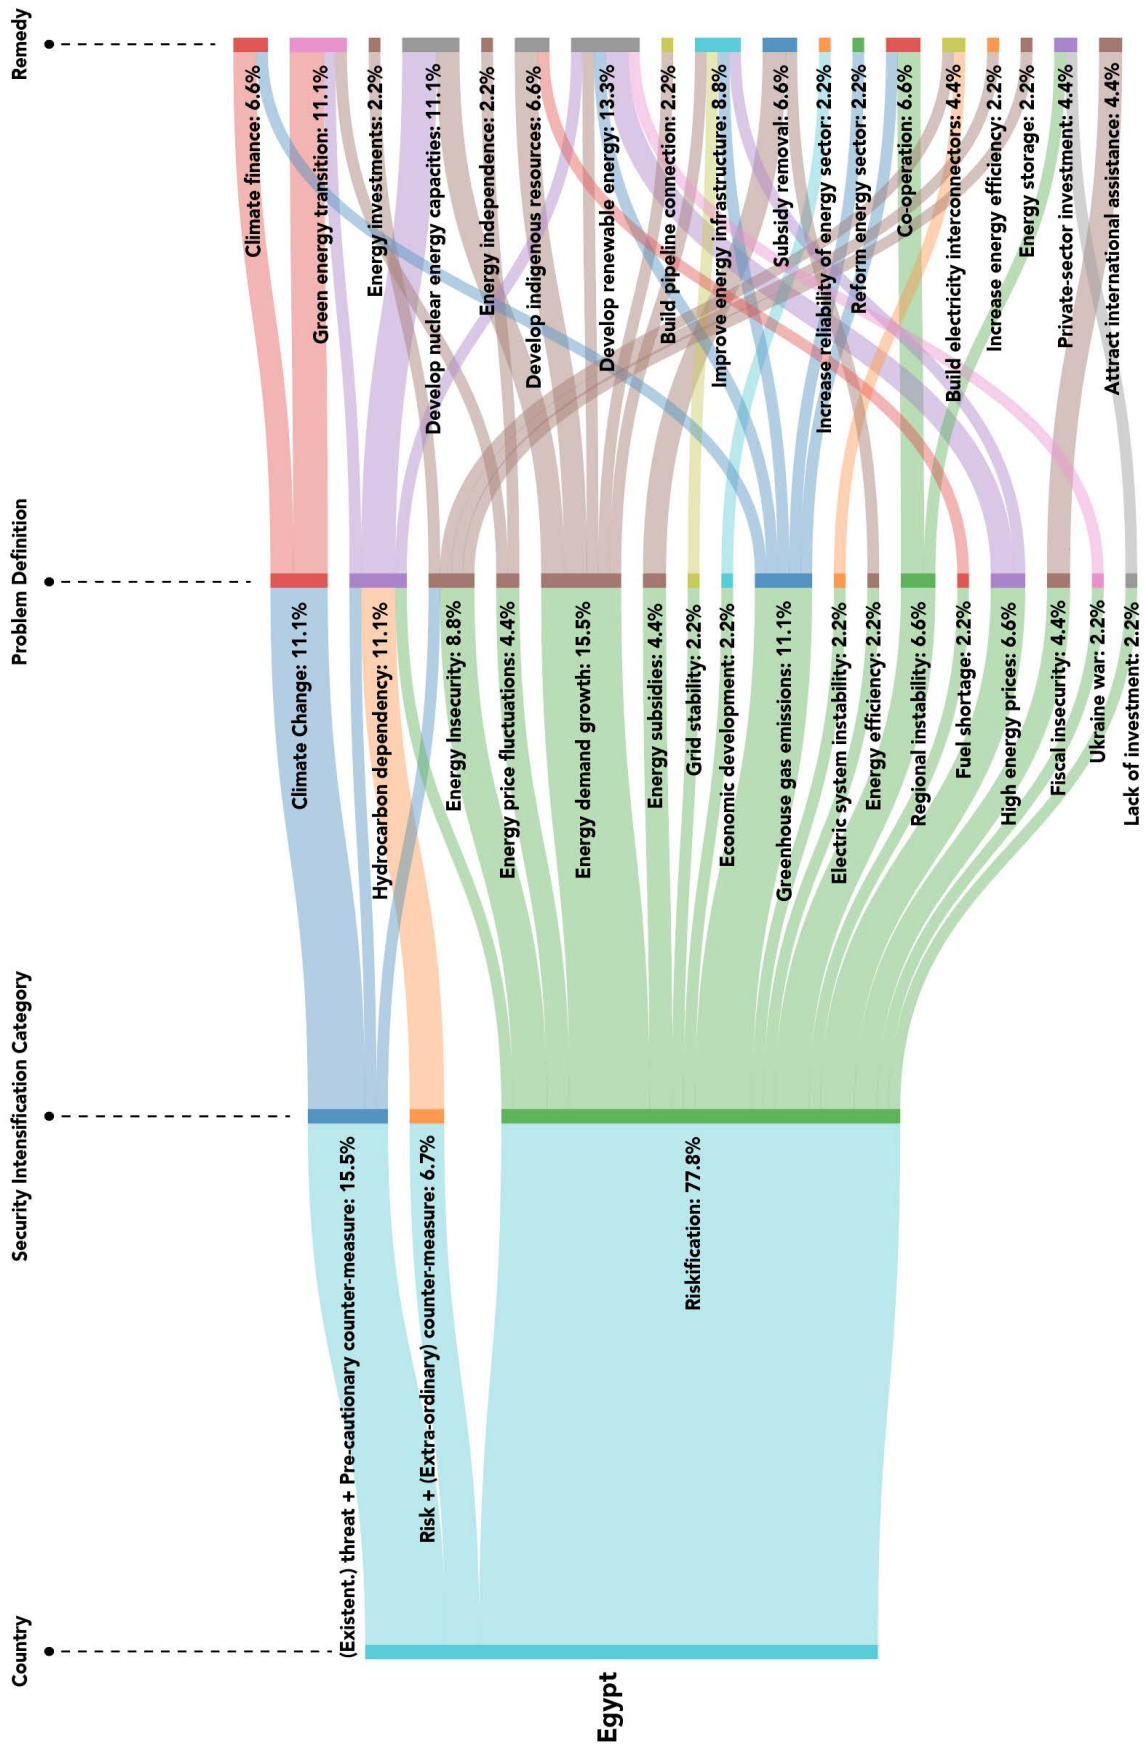 Country
Security Intensification Category
Problem Definition
Remedy
Egypt
(Existent.) threat + Pre-cautionary counter-measure: 15.5%
Risk + (Extra-ordinary) counter-measure: 6.7%
Riskification: 77.8%
Climate Change: 11.1%
Hydrocarbon dependency: 11.1%
Energy Insecurity: 8.8%
Energy price fluctuations: 4.4%
Energy demand growth: 15.5%
Energy subsidies: 4.4%
Grid stability: 2.2%
Economic development: 2.2%
Greenhouse gas emissions: 11.1%
Electric system instability: 2.2%
Energy efficiency: 2.2%
Regional instability: 6.6%
Fuel shortage: 2.2%
High energy prices: 6.6%
Fiscal insecurity: 4.4%
Ukraine war: 2.2%
Lack of investment: 2.2%
Climate finance: 6.6%
Green energy transition: 11.1%
Energy investments: 2.2%
Develop nuclear energy capacities: 11.1%
Energy independence: 2.2%
Develop indigenous resources: 6.6%
Develop renewable energy: 13.3%
Build pipeline connection: 2.2%
Improve energy infrastructure: 8.8%
Subsidy removal: 6.6%
Increase reliability of energy sector: 2.2%
Reform energy sector: 2.2%
Co-operation: 6.6%
Build electricity interconnectors: 4.4%
Increase energy efficiency: 2.2%
Energy storage: 2.2%
Private-sector investment: 4.4%
Attract international assistance: 4.4%